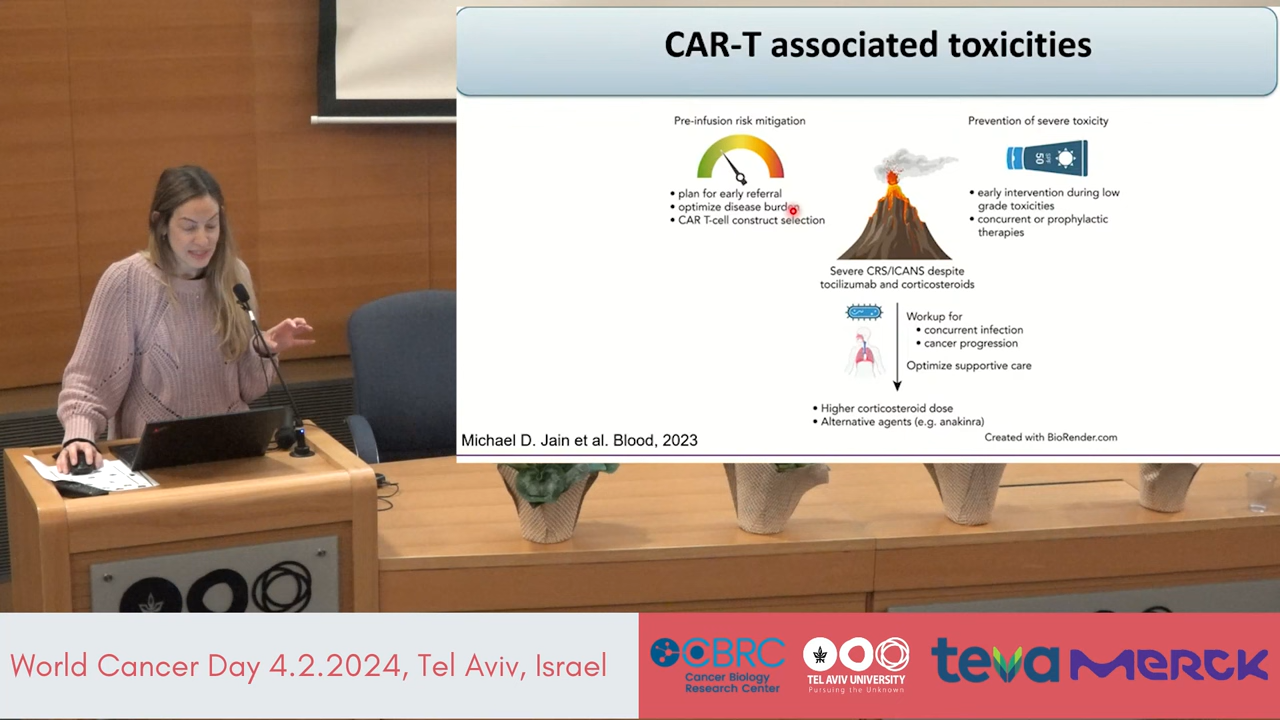 CAR-T associated toxicities
Pre-infusion risk mitigation
• plan for early referral
• optimize disease burden
• CAR T-cell construct selection
Prevention of severe toxicity
50
SPF
• early intervention during low
grade toxicities
• concurrent or prophylactic
therapies
Severe CRS/ICANS despite
tocilizumab and corticosteroids
Workup for
• concurrent infection
• cancer progression
Optimize supportive care
• Higher corticosteroid dose
• Alternative agents (e.g. anakinra)
Created with BioRender.com
Michael D. Jain et al. Blood, 2023
World Cancer Day 4.2.2024, Tel Aviv, Israel
CBRC
Cancer Biology
Research Center
TEL AVIV UNIVERSITY
Pursuing the Unknown
teva
MERCK